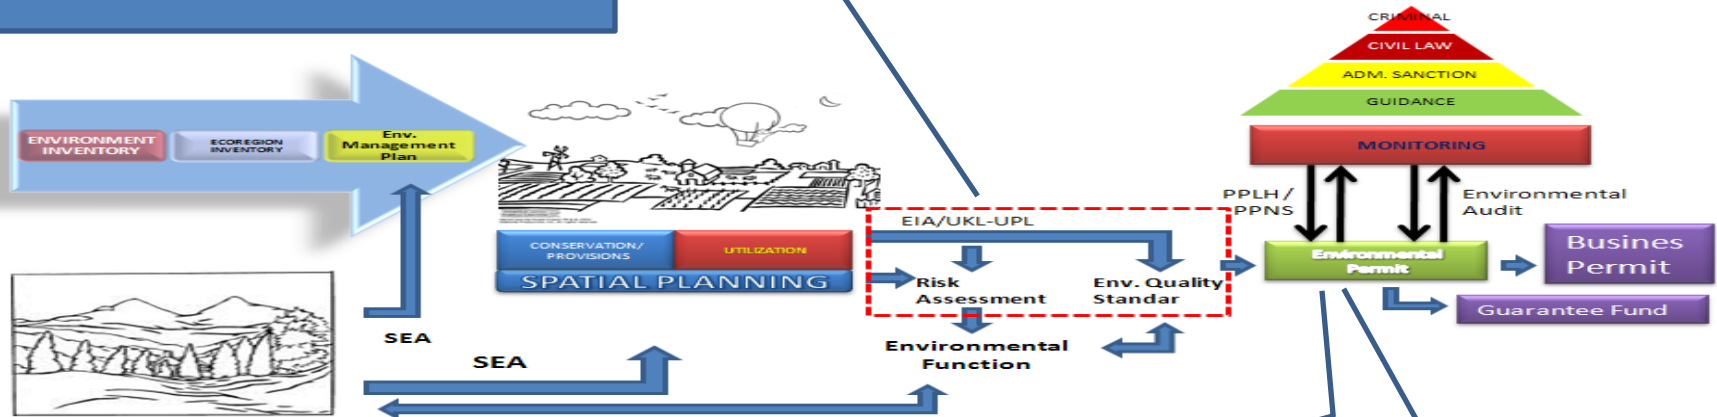 ENVIRONMENT
INVENTORY
ECOREGION
INVENTORY
Env.
Management
Plan
SEA
SEA
CONSERVATION/
PROVISIONS
UTILIZATION
SPATIAL PLANNING
EIA/UKL-UPL
Risk
Assessment
Env. Quality
Standar
Environmental
Function
CRIMINAL
CIVIL LAW
ADM. SANCTION
GUIDANCE
MONITORING
PPLH /
PPNS
Environmental
Audit
Environmental
Permit
Busines
Permit
Guarantee Fund